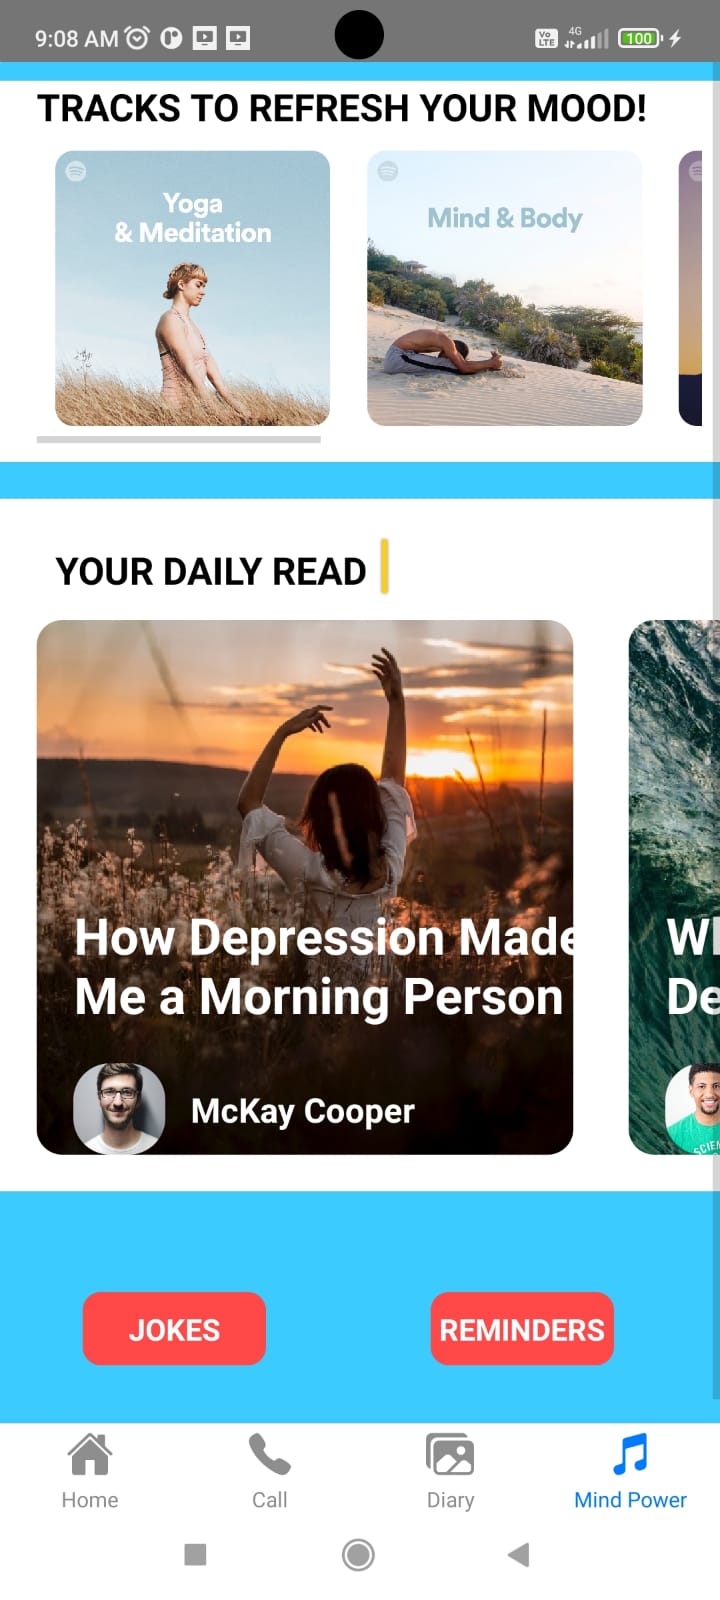 9:08 AM
Vo LTE
4G
100
TRACKS TO REFRESH YOUR MOOD!
Yoga
& Meditation
Mind & Body
YOUR DAILY READ
How Depression Made
Me a Morning Person
McKay Cooper
De
JOKES
REMINDERS
Home
Call
Diary
Mind Power